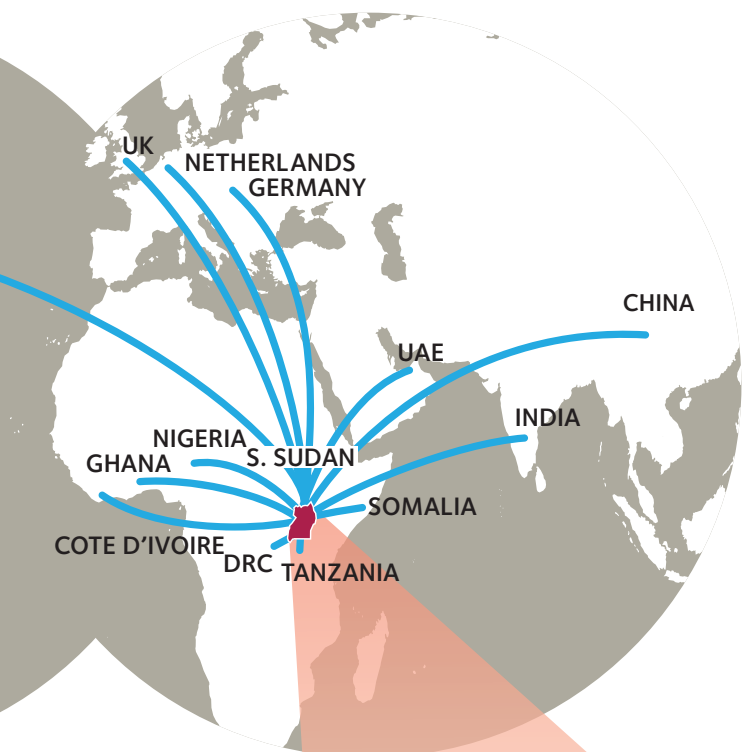 UK
NETHERLANDS
GERMANY
CHINA
UAE
INDIA
NIGERIA
S. SUDAN
GHANA
SOMALIA
COTE D’IVOIRE
DRC
TANZANIA